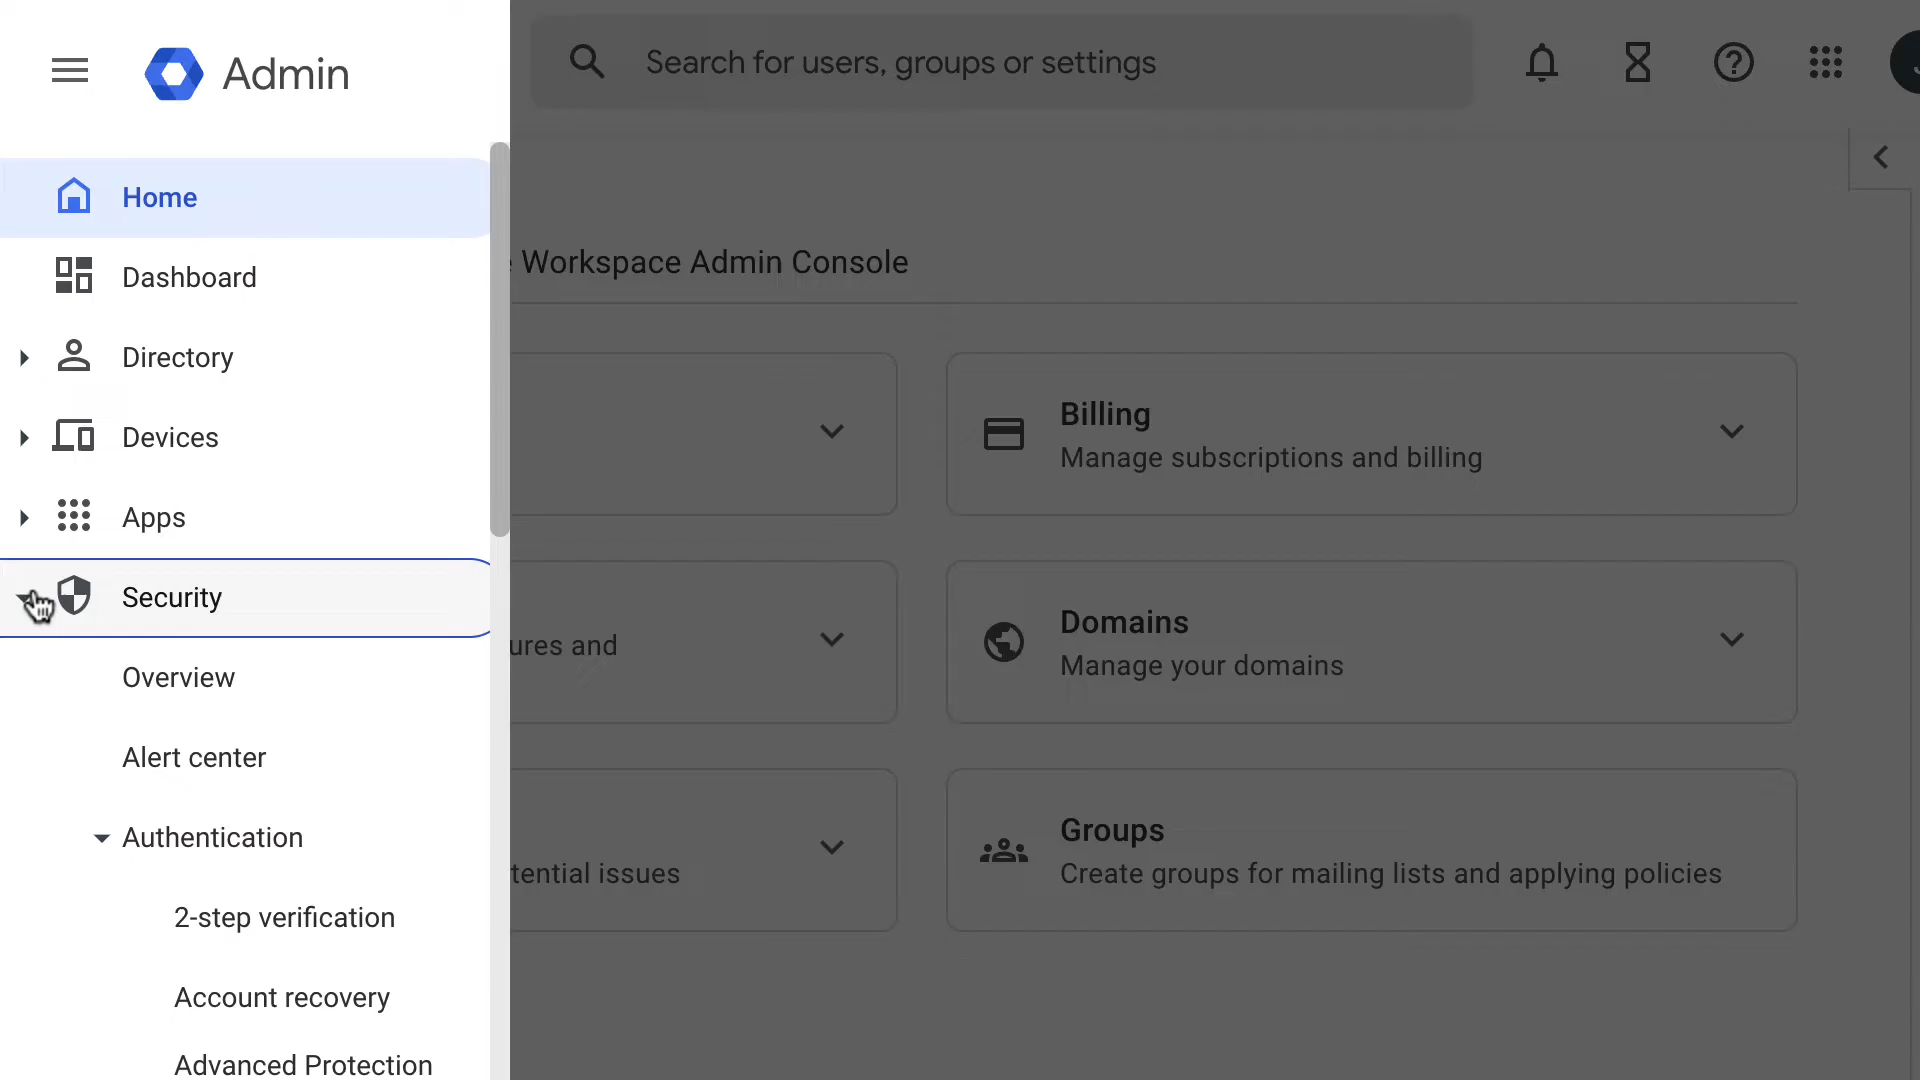 Admin
Search for users, groups or settings
Home
Dashboard
Directory
Devices
Apps
Security
Overview
Alert center
Authentication
2-step verification
Account recovery
Advanced Protection
Workspace Admin Console
Billing
Manage subscriptions and billing
ures and
Domains
Manage your domains
tential issues
Groups
Create groups for mailing lists and applying policies